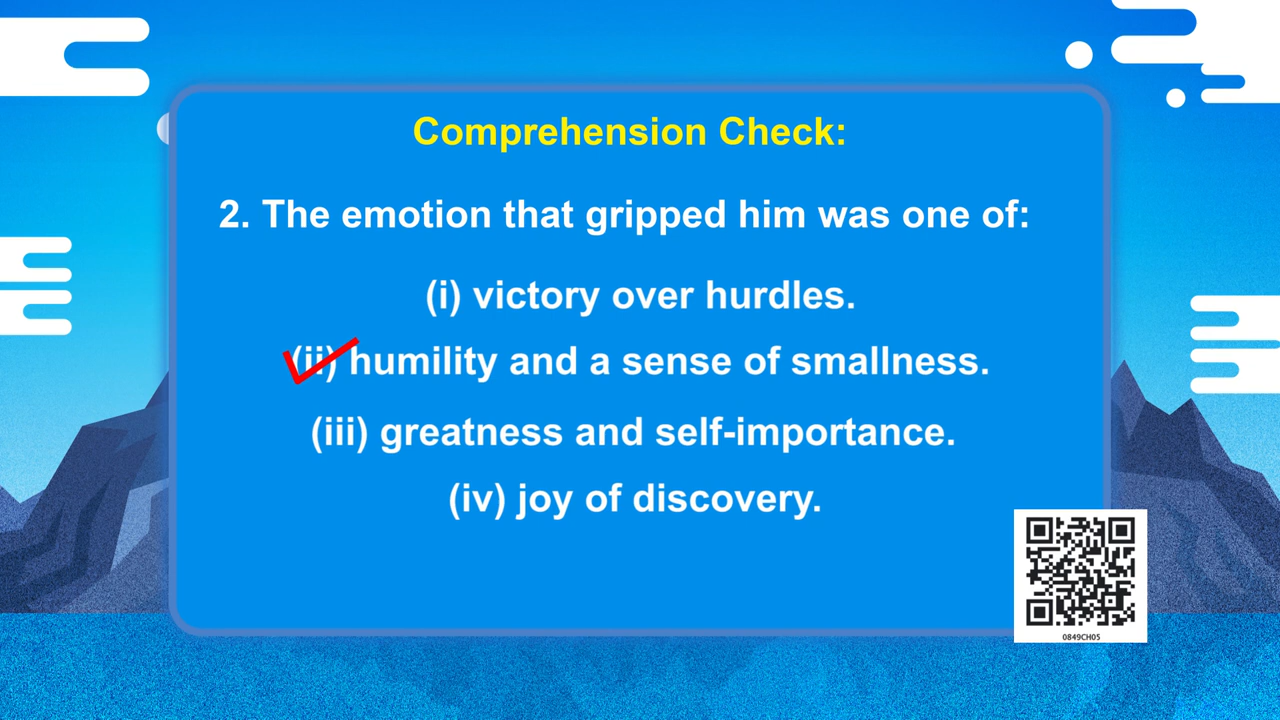 Comprehension Check:
2. The emotion that gripped him was one of:
(i) victory over hurdles.
(ii) humility and a sense of smallness.
(iii) greatness and self-importance.
(iv) joy of discovery.
0849CH05